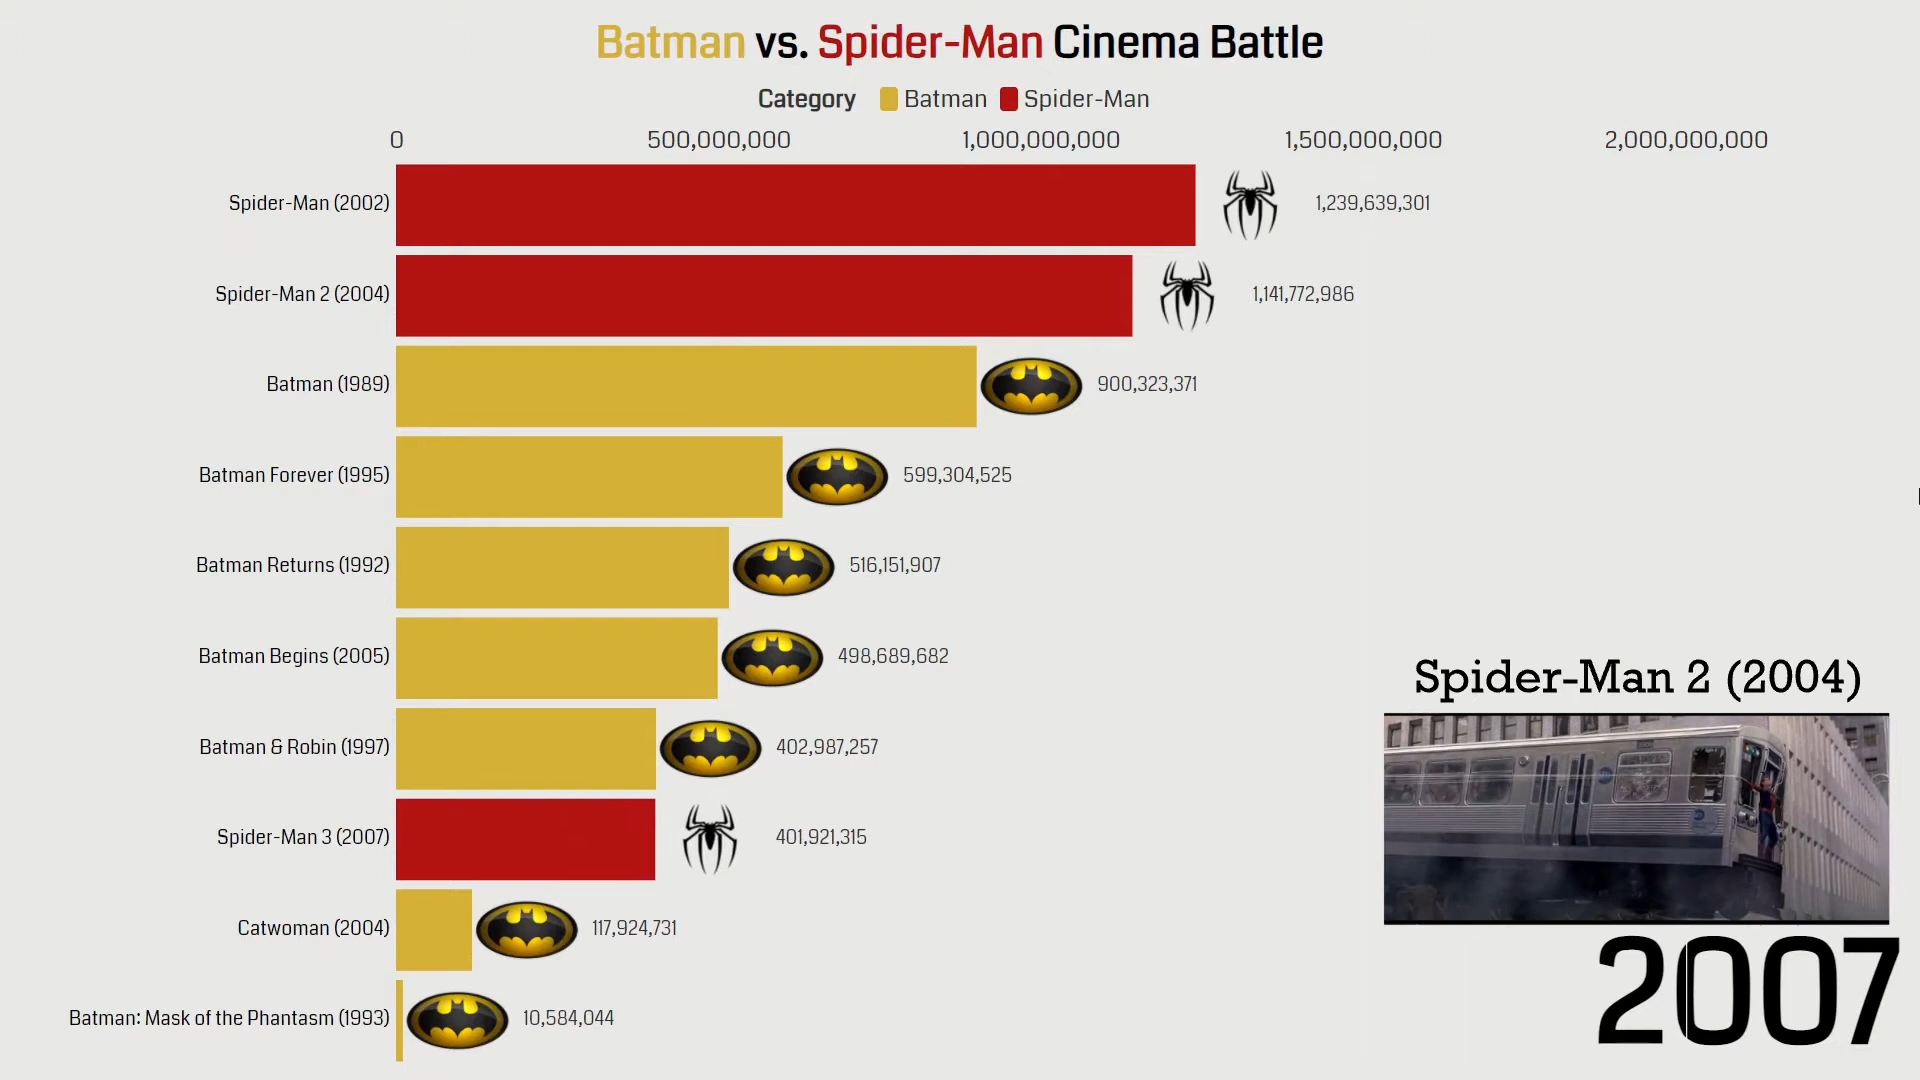 Batman vs. Spider-Man Cinema Battle
Category Batman Spider-Man
0 500,000,000 1,000,000,000 1,500,000,000 2,000,000,000
Spider-Man (2002) 1,239,639,301
Spider-Man 2 (2004) 1,141,772,986
Batman (1989) 900,323,371
Batman Forever (1995) 599,304,525
Batman Returns (1992) 516,151,907
Batman Begins (2005) 498,689,682
Batman & Robin (1997) 402,987,257
Spider-Man 3 (2007) 401,921,315
Catwoman (2004) 117,924,731
Batman: Mask of the Phantasm (1993) 10,584,044
Spider-Man 2 (2004)
2007